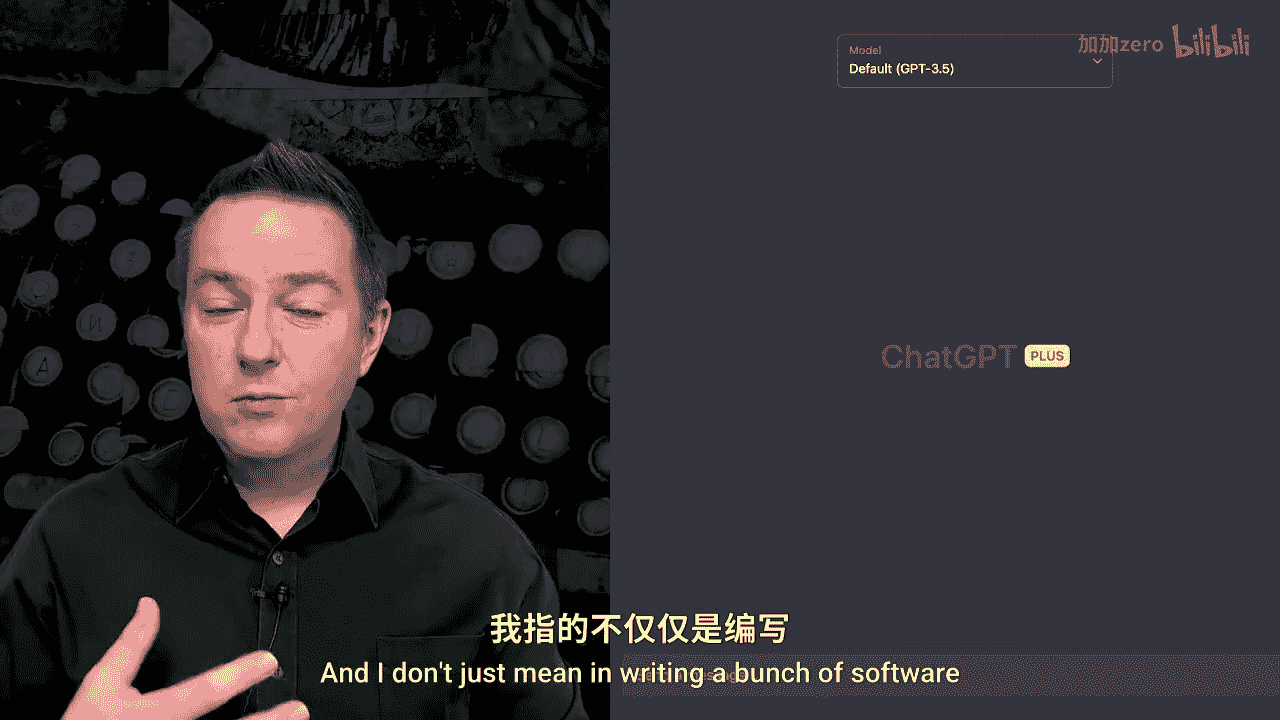 加加zero bilibili
Model
Default (GPT-3.5)
ChatGPT PLUS
我指的不仅仅是编写
And I don't just mean in writing a bunch of software